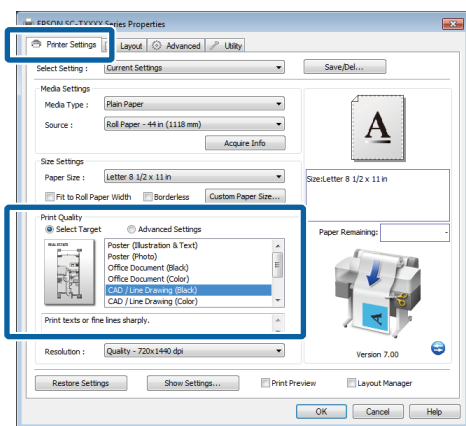 EPSON SC-TXXXX Series Properties
Printer Settings Layout Advanced Utility
Select Setting : Current Settings Save/Del...
Media Settings
Media Type : Plain Paper
Source : Roll Paper - 44 in (1118 mm)
Acquire Info
A
Size Settings
Paper Size : Letter 8 1/2 x 11 in
Size:Letter 8 1/2 x 11 in
Fit to Roll Paper Width Borderless Custom Paper Size...
Print Quality
Select Target Advanced Settings
Paper Remaining: -
REAL ESTATE
Poster (Illustration & Text)
Poster (Photo)
Office Document (Black)
Office Document (Color)
CAD / Line Drawing (Black)
CAD / Line Drawing (Color)
Print texts or fine lines sharply.
A
Resolution : Quality - 720x1440 dpi
Version 7.00
Restore Settings Show Settings... Print Preview Layout Manager
OK Cancel Help